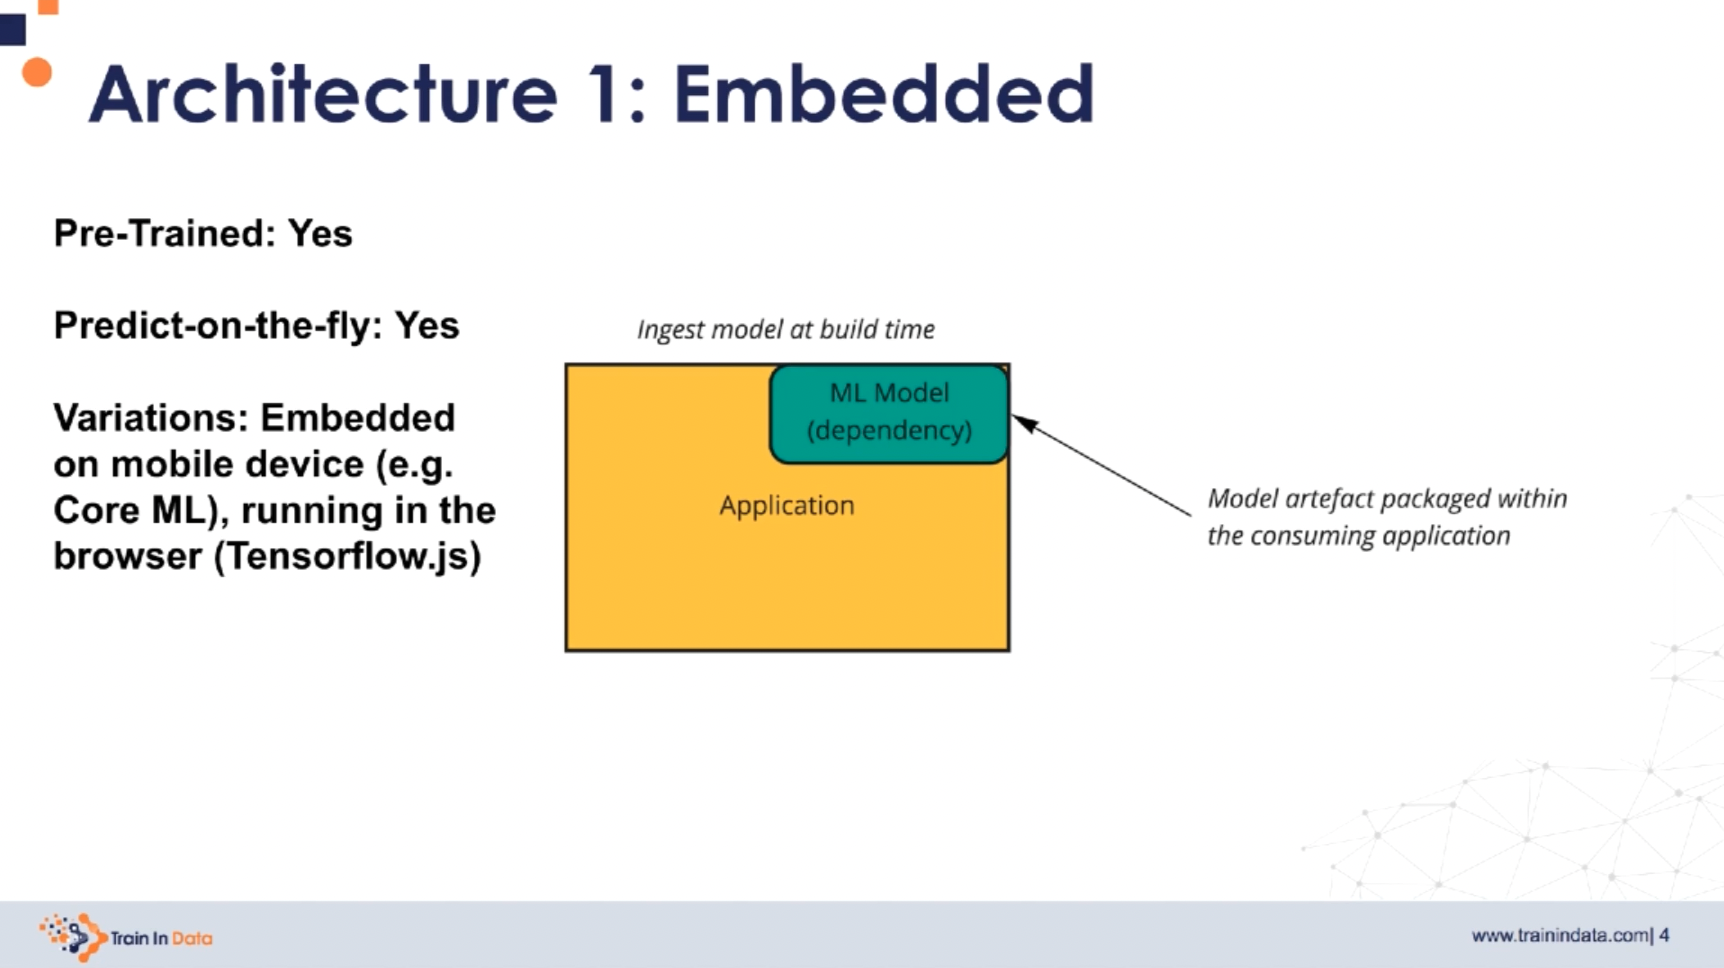 Architecture 1: Embedded
Pre-Trained: Yes
Predict-on-the-fly: Yes
Variations: Embedded
on mobile device (e.g.
Core ML), running in the
browser (Tensorflow.js)
Ingest model at build time
ML Model
(dependency)
Application
Model artefact packaged within
the consuming application
Train In Data
www.trainindata.com| 4